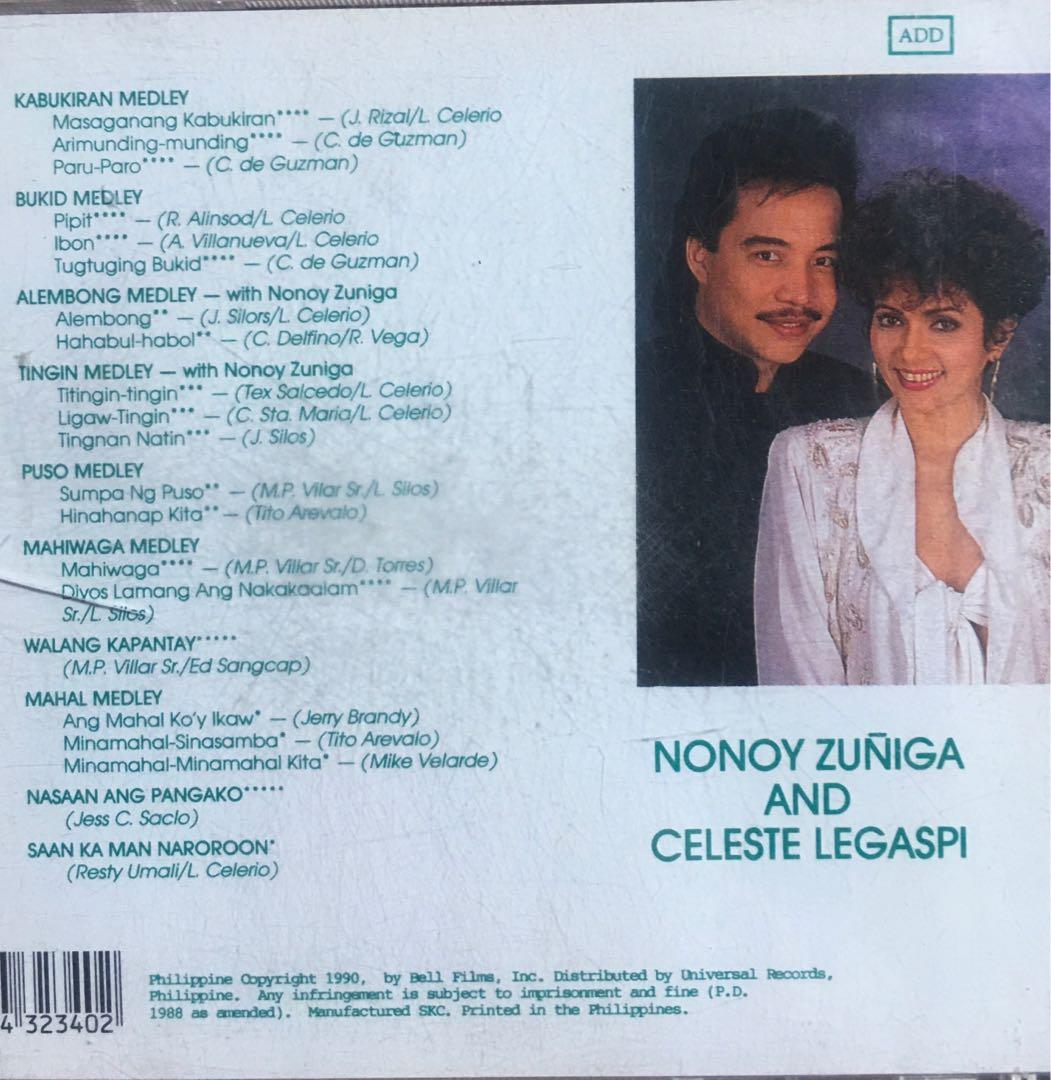 ADD
KABUKIRAN MEDLEY
Masaganang Kabukiran**** — (J. Rizal/L. Celerio
Arimunding-munding**** — (C. de Guzman)
Paru-Paro**** — (C. de Guzman)
BUKID MEDLEY
Pipit**** — (R. Alinsod/L. Celerio
Ibon**** — (A. Villanueva/L. Celerio
Tugtuging Bukid**** — (C. de Guzman)
ALEMBONG MEDLEY — with Nonoy Zuniga
Alembong** — (J. Silors/L. Celerio)
Hahabul-habol** — (C. Delfino/R. Vega)
TINGIN MEDLEY — with Nonoy Zuniga
Titingin-tingin*** — (Tex Salcedo/L. Celerio)
Ligaw-Tingin*** — (C. Sta. Maria/L. Celerio)
Tingnan Natin*** — (J. Silos)
PUSO MEDLEY
Sumpa Ng Puso** — (M.P. Vilar Sr./L. Silos)
Hinahanap Kita** — (Tito Arevalo)
MAHIWAGA MEDLEY
Mahiwaga**** — (M.P. Villar Sr./D. Torres)
Diyos Lamang Ang Nakakaalam**** — (M.P. Villar
Sr./L. Silos)
WALANG KAPANTAY*****
(M.P. Villar Sr./Ed Sangcap)
MAHAL MEDLEY
Ang Mahal Ko'y Ikaw* — (Jerry Brandy)
Minamahal-Sinasamba* — (Tito Arevalo)
Minamahal-Minamahal Kita* — (Mike Velarde)
NASAAN ANG PANGAKO*****
(Jess C. Saclo)
SAAN KA MAN NAROROON*
(Resty Umali/L. Celerio)
NONOY ZUÑIGA
AND
CELESTE LEGASPI
4 323402
Philippine Copyright 1990, by Bell Films, Inc. Distributed by Universal Records,
Philippine. Any infringement is subject to imprisonment and fine (P.D.
1988 as amended). Manufactured SKC. Printed in the Philippines.